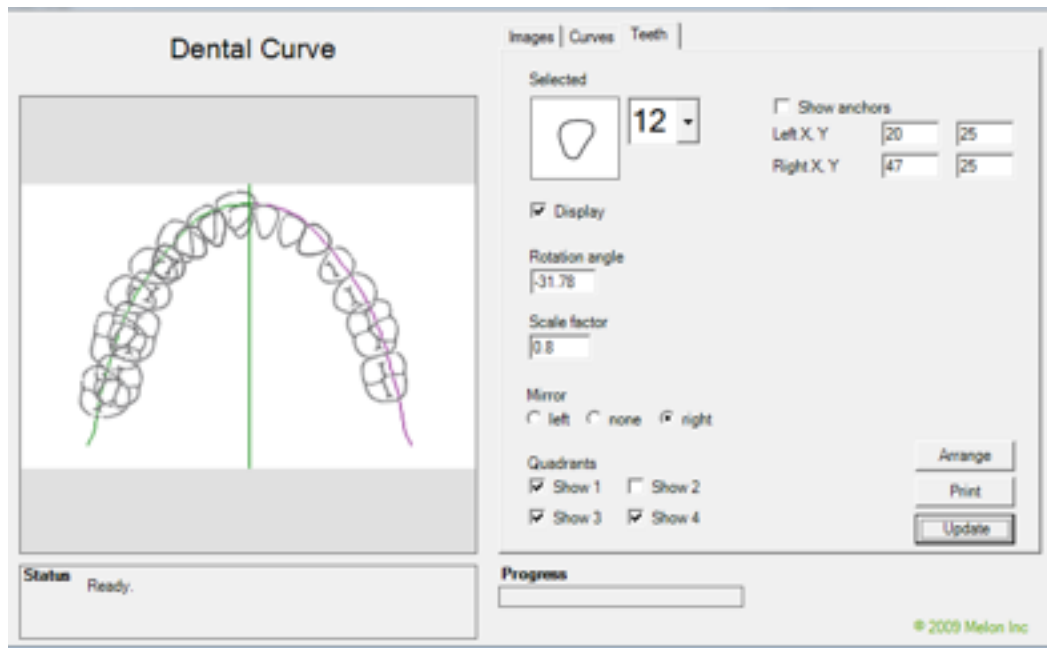 Dental Curve
Images Curves Teeth
Selected
12
Show anchors
Left X, Y 20 25
Right X, Y 47 25
Display
Rotation angle
-31.78
Scale factor
0.8
Mirror
left none right
Quadrants
Show 1 Show 2
Show 3 Show 4
Arrange
Print
Update
Status
Ready.
Progress
® 2009 Melon Inc